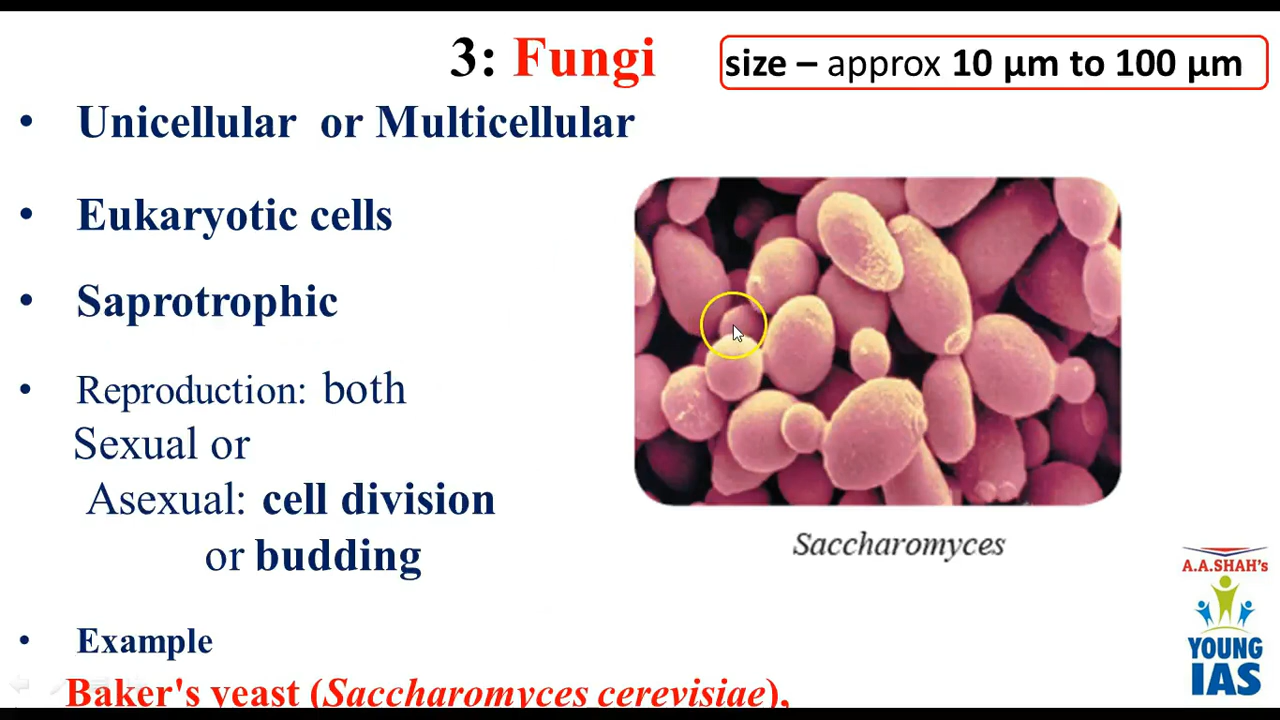 3: Fungi
size – approx 10 µm to 100 µm
• Unicellular or Multicellular
• Eukaryotic cells
• Saprotrophic
• Reproduction: both
Sexual or
Asexual: cell division
or budding
Saccharomyces
• Example
Baker's yeast (Saccharomyces cerevisiae),
A.A.SHAH's
YOUNG
IAS